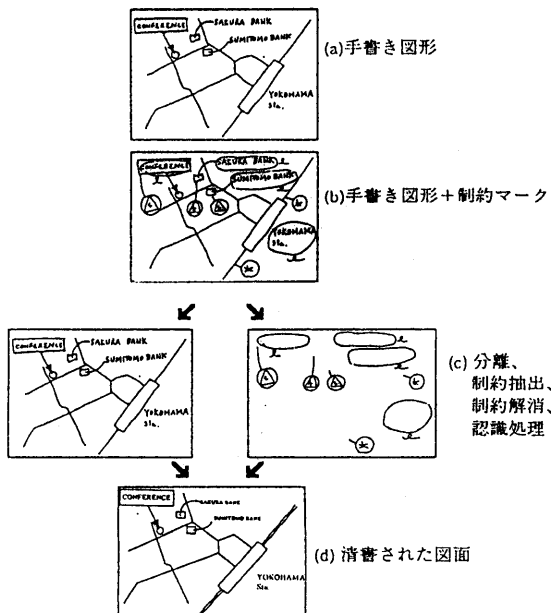 CONFERENCE
SAKURA BANK
SUMITOMO BANK
YOKOHAMA
Sta.
(a)手書き図形
CONFERENCE
SAKURA BANK
SUMITOMO BANK
YOKOHAMA
Sta.
(b)手書き図形+制約マーク
CONFERENCE
SAKURA BANK
SUMITOMO BANK
YOKOHAMA
Sta.
(c) 分離、
制約抽出、
制約解消、
認識処理
CONFERENCE
SAKURA BANK
SUMITOMO BANK
YOKOHAMA
Sta.
(d) 清書された図面